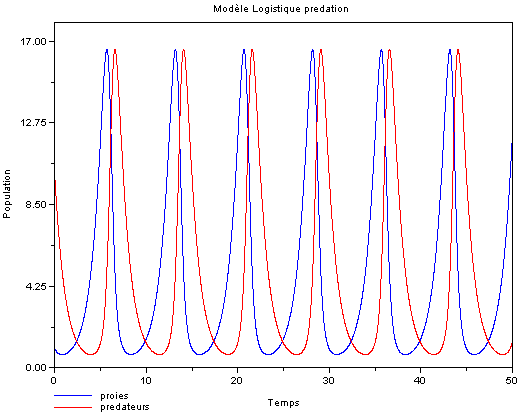 Modèle Logistique predation
17.00
12.75
8.50
4.25
0.00
Population
0 10 20 30 40 50
Temps
proies
predateurs